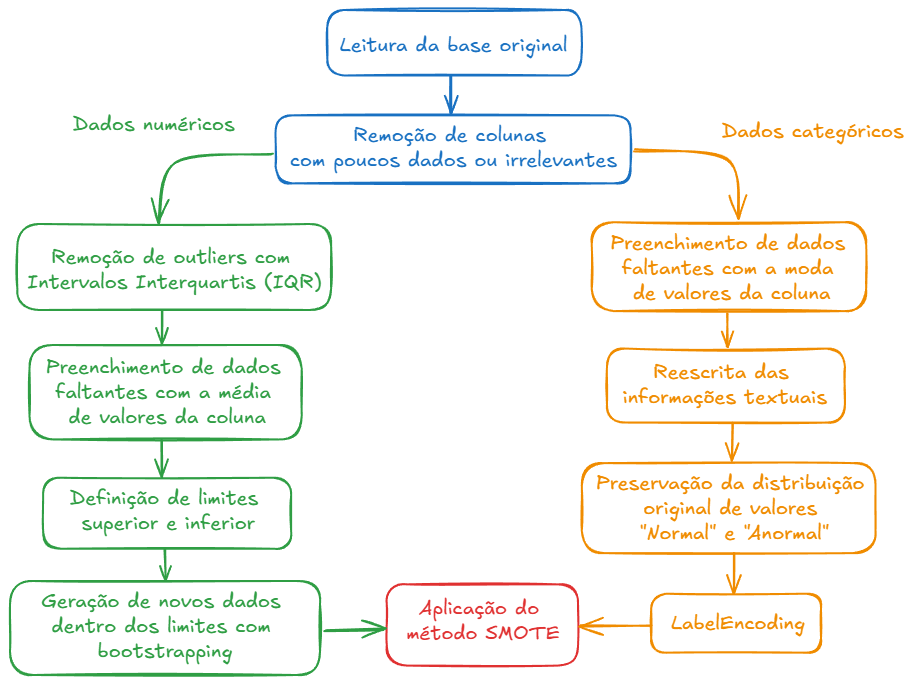 Leitura da base original
Dados numéricos
Remoção de colunas
com poucos dados ou irrelevantes
Dados categóricos
Remoção de outliers com
Intervalos Interquartis (IQR)
Preenchimento de dados
faltantes com a média
de valores da coluna
Definição de limites
superior e inferior
Geração de novos dados
dentro dos limites com
bootstrapping
Preenchimento de dados
faltantes com a moda
de valores da coluna
Reescrita das
informações textuais
Preservação da distribuição
original de valores
"Normal" e "Anormal"
LabelEncoding
Aplicação do
método SMOTE